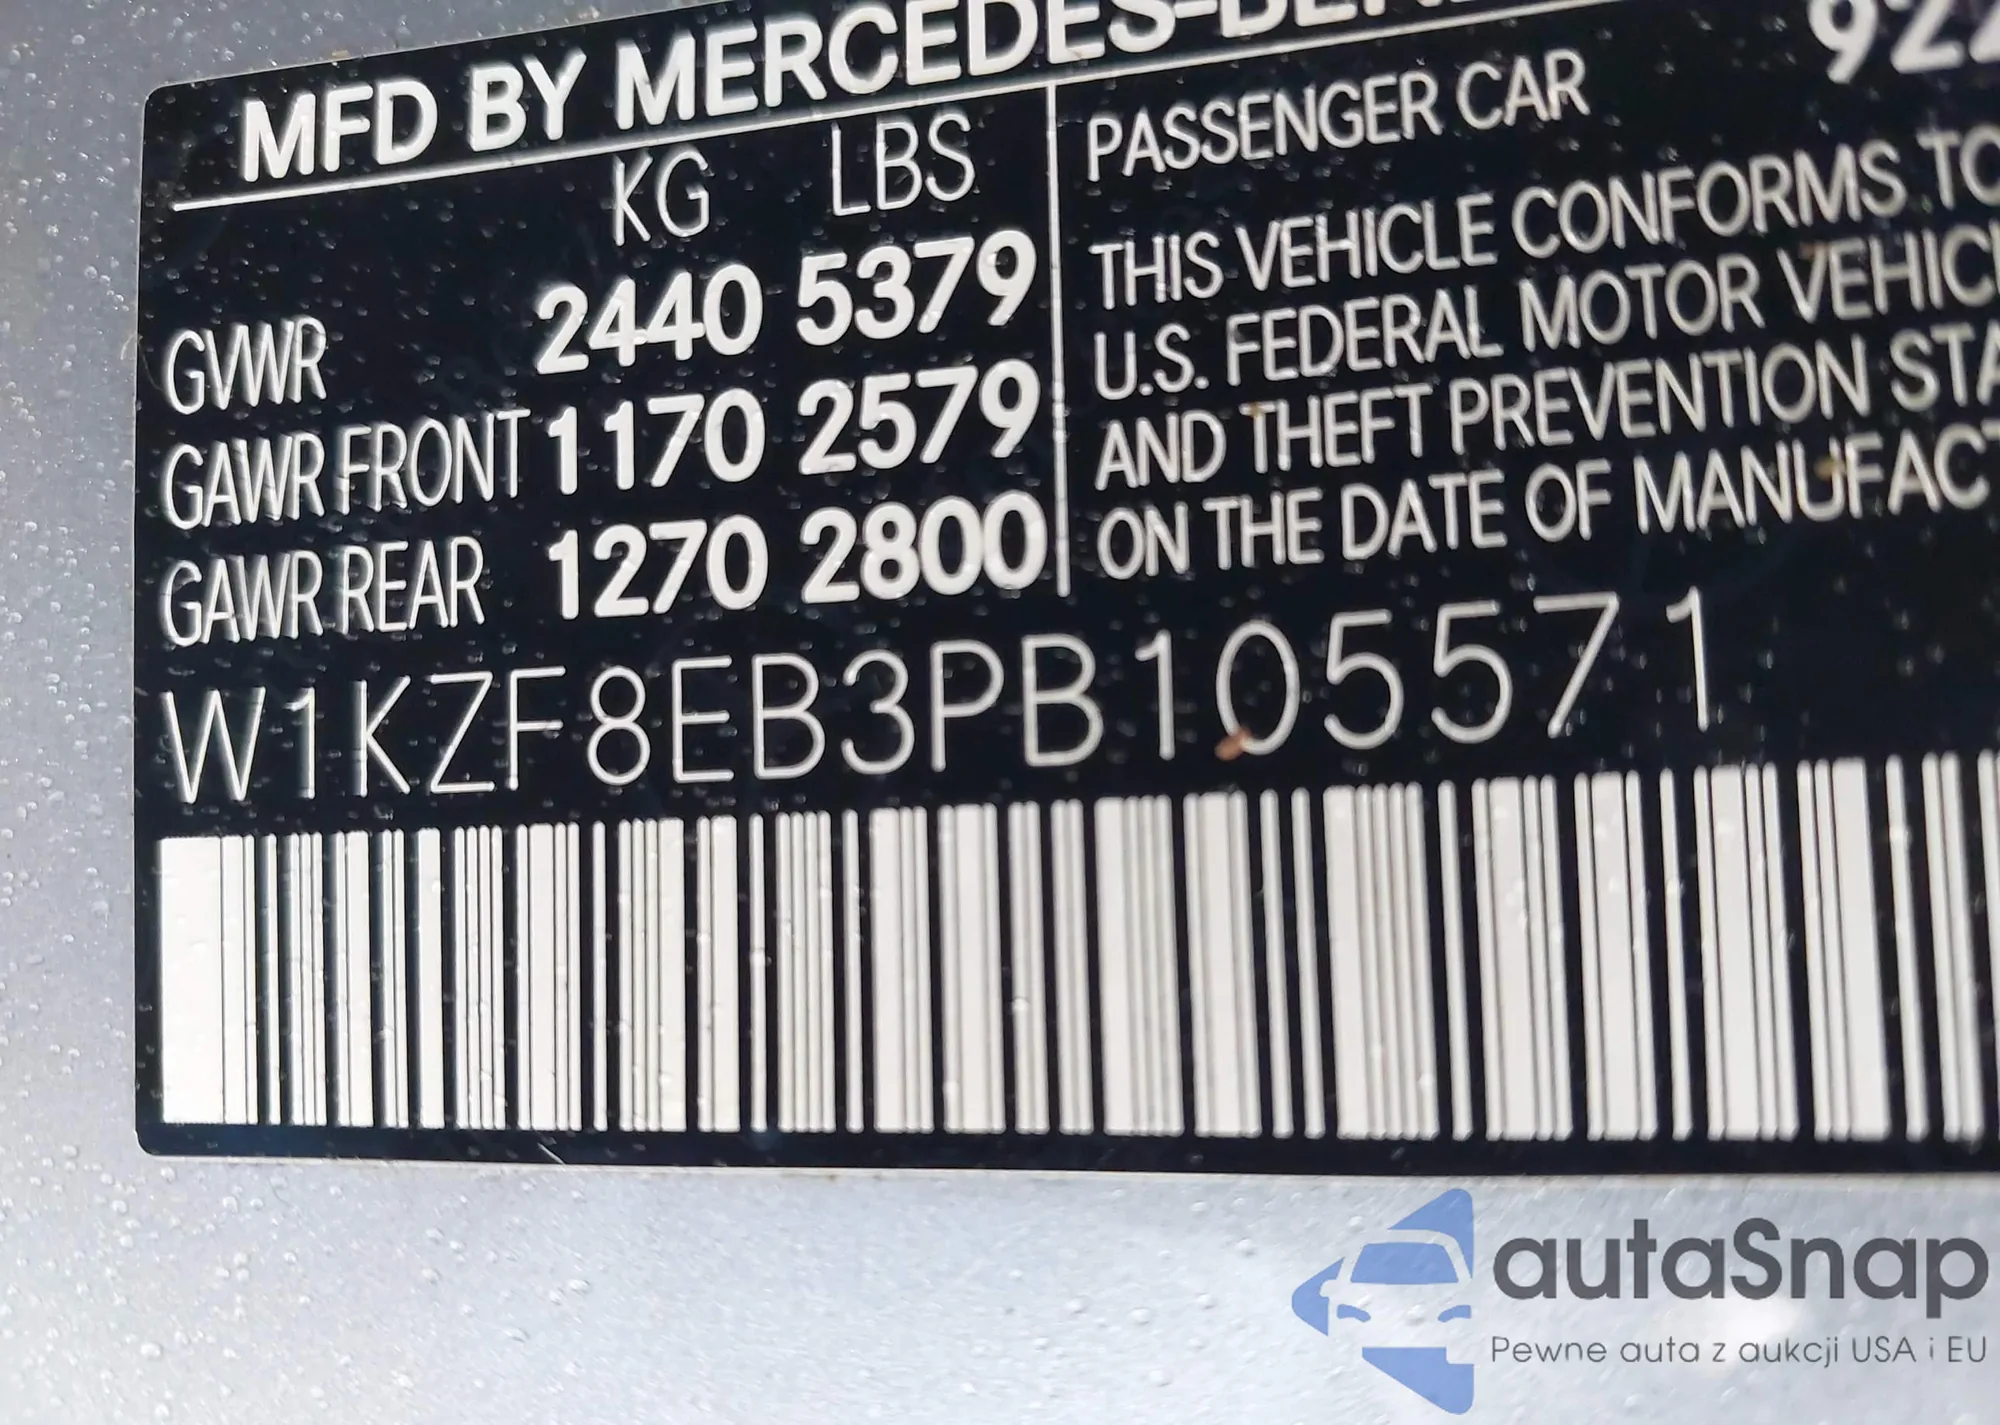 MFD BY MERCEDES-BEN
922
KG LBS
GVWR 2440 5379
GAWR FRONT 1170 2579
GAWR REAR 1270 2800
PASSENGER CAR
THIS VEHICLE CONFORMS TO
U.S. FEDERAL MOTOR VEHIC
AND THEFT PREVENTION STA
ON THE DATE OF MANUFACT
W1KZF8EB3PB105571
autaSnap
Pewne auta z aukcji USA i EU